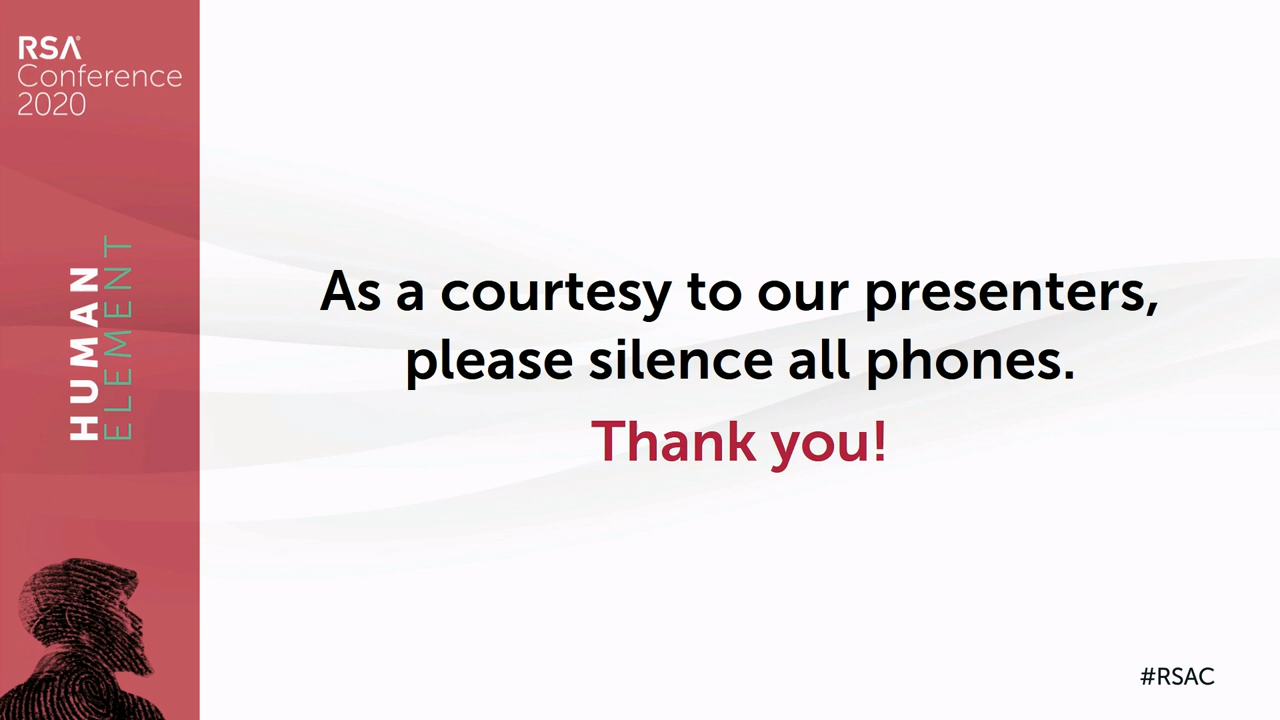 RSA
Conference
2020
HUMAN
ELEMENT
As a courtesy to our presenters,
please silence all phones.
Thank you!
#RSAC